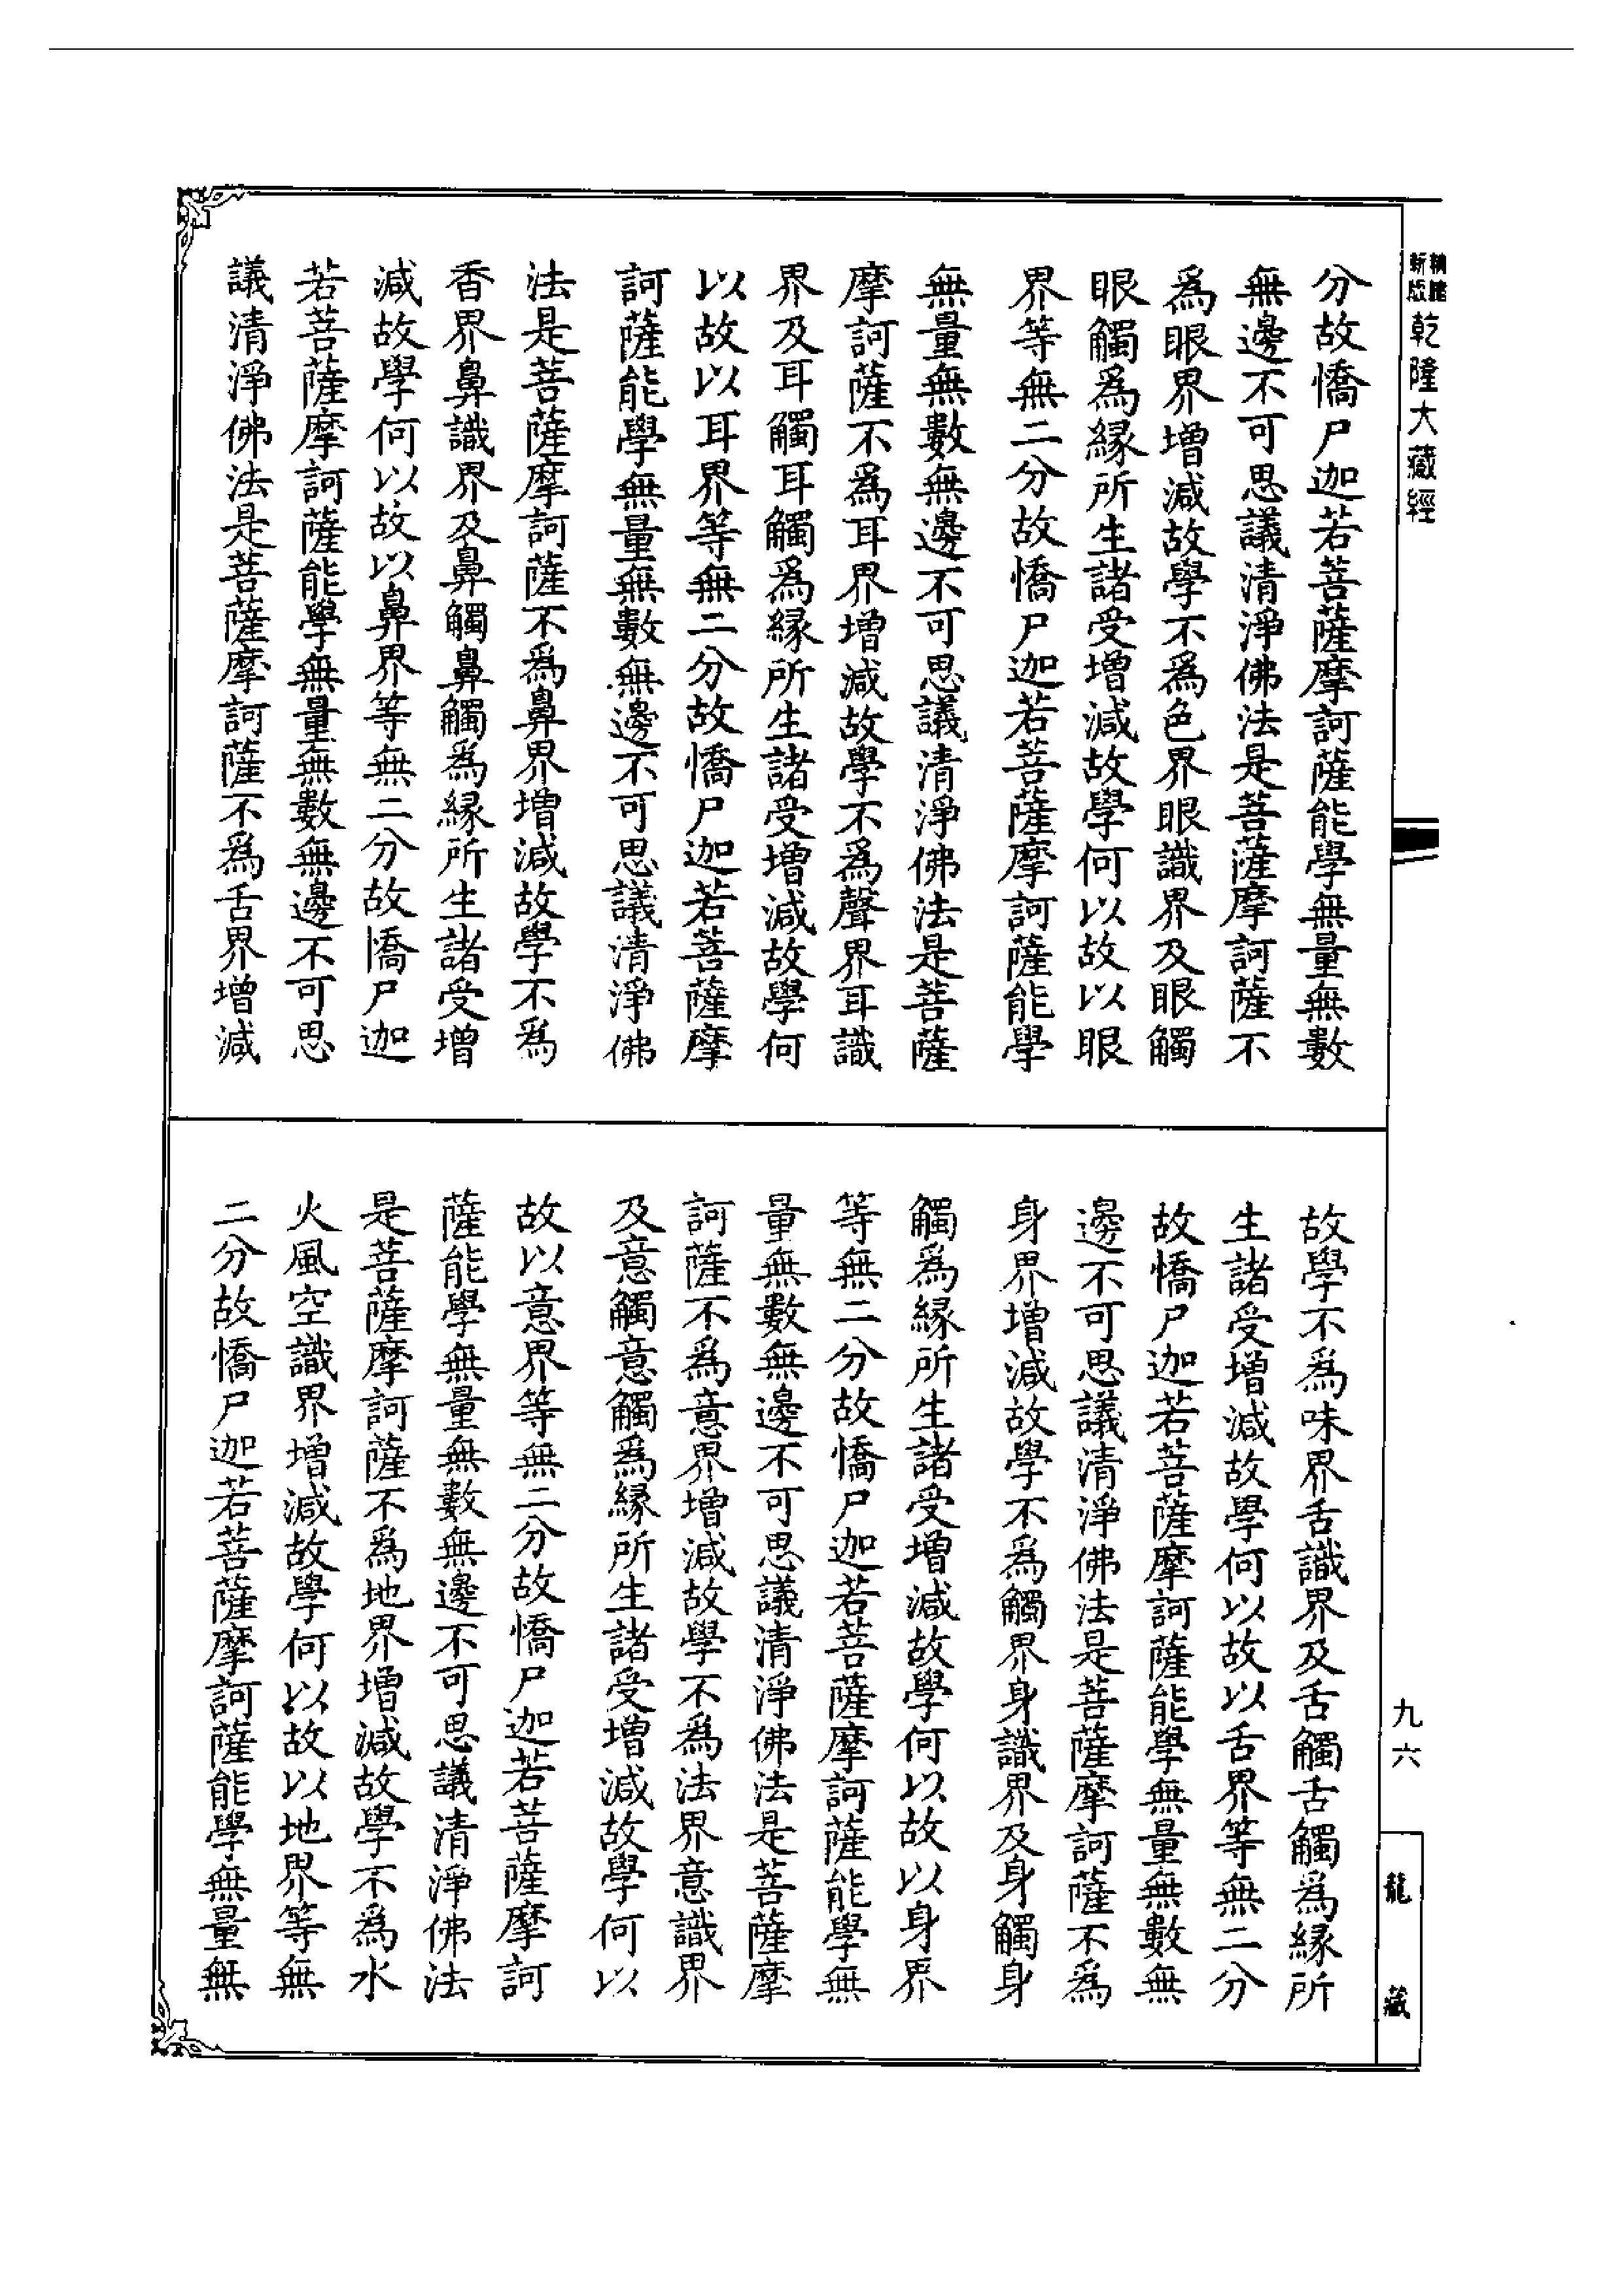 新版
精縮
乾隆大藏經
分故憍尸迦若菩薩摩訶薩能學無量無數
無邊不可思議清淨佛法是菩薩摩訶薩不
爲眼界增減故學不爲色界眼識界及眼觸
眼觸爲緣所生諸受增減故學何以故以眼
界等無二分故憍尸迦若菩薩摩訶薩能學
無量無數無邊不可思議清淨佛法是菩薩
摩訶薩不爲耳界增減故學不爲聲界耳識
界及耳觸耳觸爲緣所生諸受增減故學何
以故以耳界等無二分故憍尸迦若菩薩摩
訶薩能學無量無數無邊不可思議清淨佛
法是菩薩摩訶薩不爲鼻界增減故學不爲
香界鼻識界及鼻觸鼻觸爲緣所生諸受增
減故學何以故以鼻界等無二分故憍尸迦
若菩薩摩訶薩能學無量無數無邊不可思
議清淨佛法是菩薩摩訶薩不爲舌界增減
故學不爲味界舌識界及舌觸舌觸爲緣所
生諸受增減故學何以故以舌界等無二分
故憍尸迦若菩薩摩訶薩能學無量無數無
邊不可思議清淨佛法是菩薩摩訶薩不爲
身界增減故學不爲觸界身識界及身觸身
觸爲緣所生諸受增減故學何以故以身界
等無二分故憍尸迦若菩薩摩訶薩能學無
量無數無邊不可思議清淨佛法是菩薩摩
訶薩不爲意界增減故學不爲法界意識界
及意觸意觸爲緣所生諸受增減故學何以
故以意界等無二分故憍尸迦若菩薩摩訶
薩能學無量無數無邊不可思議清淨佛法
是菩薩摩訶薩不爲地界增減故學不爲水
火風空識界增減故學何以故以地界等無
二分故憍尸迦若菩薩摩訶薩能學無量無
九六
龍藏